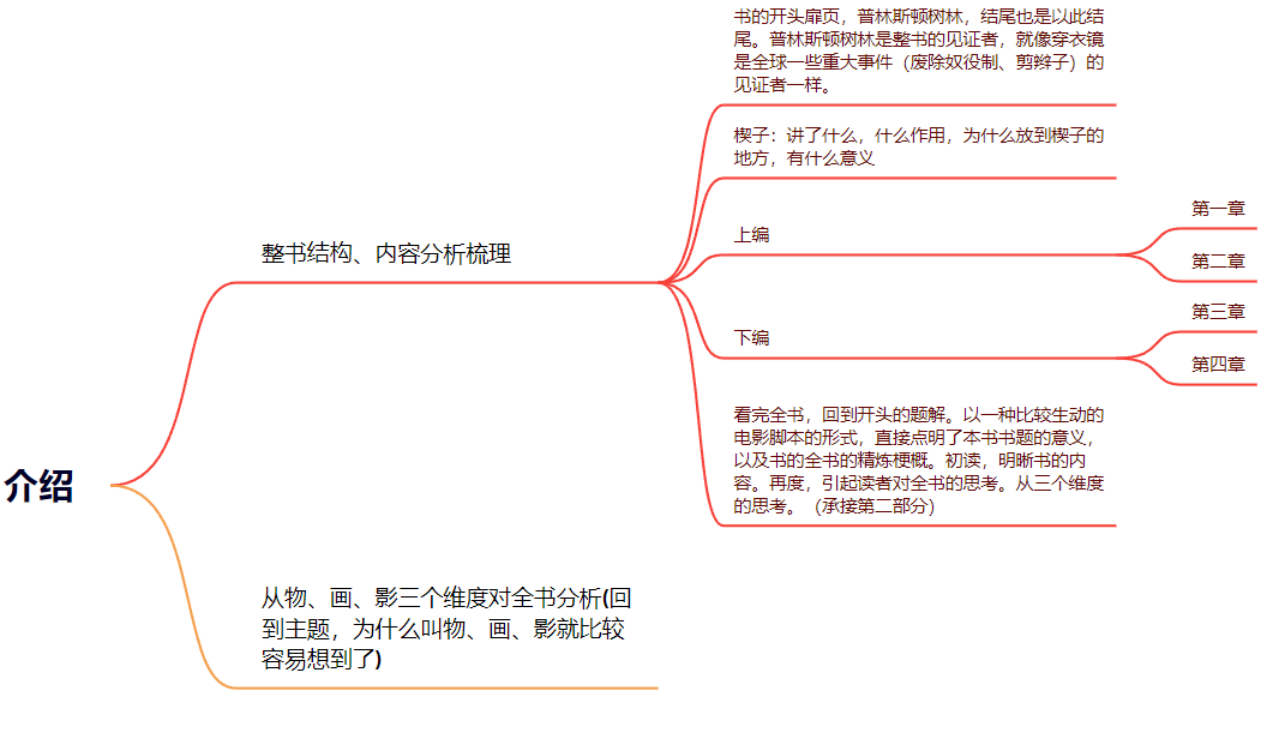 书的开头扉页，普林斯顿树林，结尾也是以此结
尾。普林斯顿树林是整书的见证者，就像穿衣镜
是全球一些重大事件（废除奴役制、剪辫子）的
见证者一样。
楔子：讲了什么，什么作用，为什么放到楔子的
地方，有什么意义
第一章
上编
整书结构、内容分析梳理
第二章
第三章
下编
第四章
看完全书，回到开头的题解。以一种比较生动的
电影脚本的形式，直接点明了本书书题的意义，
以及书的全书的精炼梗概。初读，明晰书的内
容。再度，引起读者对全书的思考。从三个维度
的思考。（承接第二部分）
介绍
从物、画、影三个维度对全书分析(回
到主题，为什么叫物、画、影就比较
容易想到了)